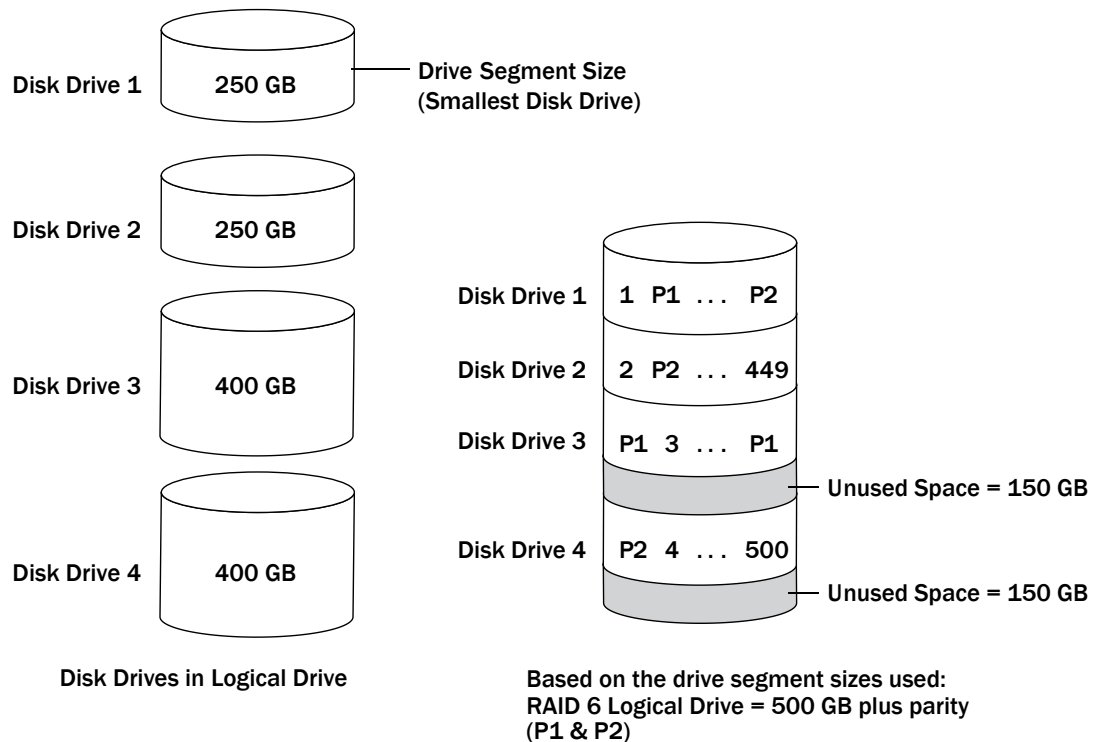 Disk Drive 1
250 GB
Drive Segment Size
(Smallest Disk Drive)
Disk Drive 2
250 GB
Disk Drive 3
400 GB
Disk Drive 4
400 GB
Disk Drives in Logical Drive
Disk Drive 1
1 P1 ... P2
Disk Drive 2
2 P2 ... 449
Disk Drive 3
P1 3 ... P1
Unused Space = 150 GB
Disk Drive 4
P2 4 ... 500
Unused Space = 150 GB
Based on the drive segment sizes used:
RAID 6 Logical Drive = 500 GB plus parity
(P1 & P2)